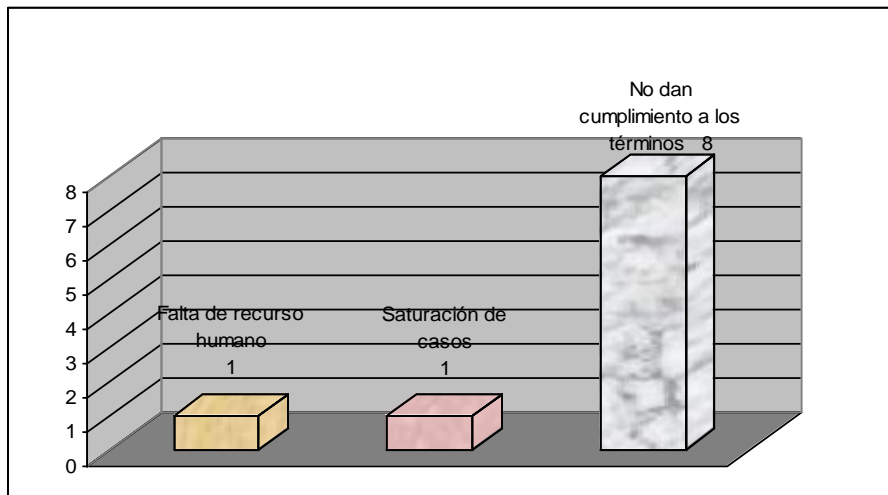 No dan
cumplimiento a los
términos 8
8
7
6
5
4
3
2
1
0
Falta de recurso
humano
1
Saturación de
casos
1